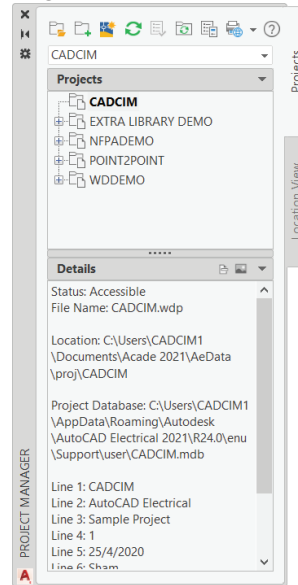 CADCIM
Projects
CADCIM
EXTRA LIBRARY DEMO
NFPADEMO
POINT2POINT
WDDEMO
Details
Status: Accessible
File Name: CADCIM.wdp
Location: C:\Users\CADCIM1
\Documents\Acade 2021\AeData
\proj\CADCIM
Project Database: C:\Users\CADCIM1
\AppData\Roaming\Autodesk
\AutoCAD Electrical 2021\R24.0\enu
\Support\user\CADCIM.mdb
Line 1: CADCIM
Line 2: AutoCAD Electrical
Line 3: Sample Project
Line 4: 1
Line 5: 25/4/2020
Line 6: Sham
PROJECT MANAGER
Projects
Location View